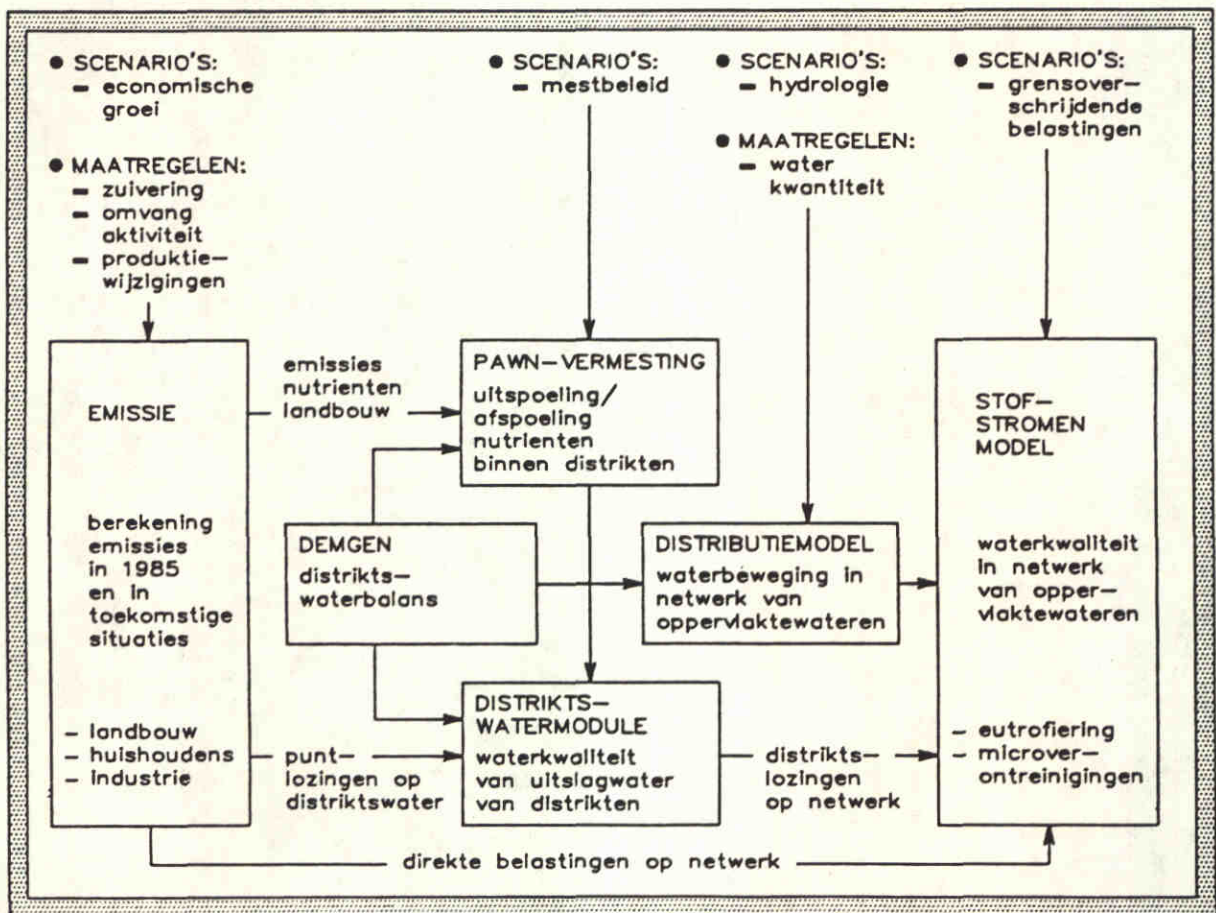 ● SCENARIO'S:
– economische
groei
● MAATREGELEN:
– zuivering
– omvang
aktiviteit
– produktie–
wijzigingen
● SCENARIO'S:
– mestbeleid
● SCENARIO'S:
– hydrologie
● MAATREGELEN:
– water
kwantiteit
● SCENARIO'S:
– grensover–
schrijdende
belastingen
EMISSIE
berekening
emissies
in 1985
en in
toekomstige
situaties
– landbouw
– huishoudens
– industrie
emissies
nutrienten
landbouw
PAWN–VERMESTING
uitspoeling/
afspoeling
nutrienten
binnen distrikten
DEMGEN
distrikts–
waterbalans
DISTRIBUTIEMODEL
waterbeweging in
netwerk van
oppervlaktewateren
STOF–
STROMEN
MODEL
waterkwaliteit
in netwerk
van opper–
vlaktewateren
– eutrofiering
– microver–
ontreinigingen
punt–
lozingen op
distriktswater
DISTRIKTS–
WATERMODULE
waterkwaliteit
van uitslagwater
van distrikten
distrikts–
lozingen
op netwerk
direkte belastingen op netwerk